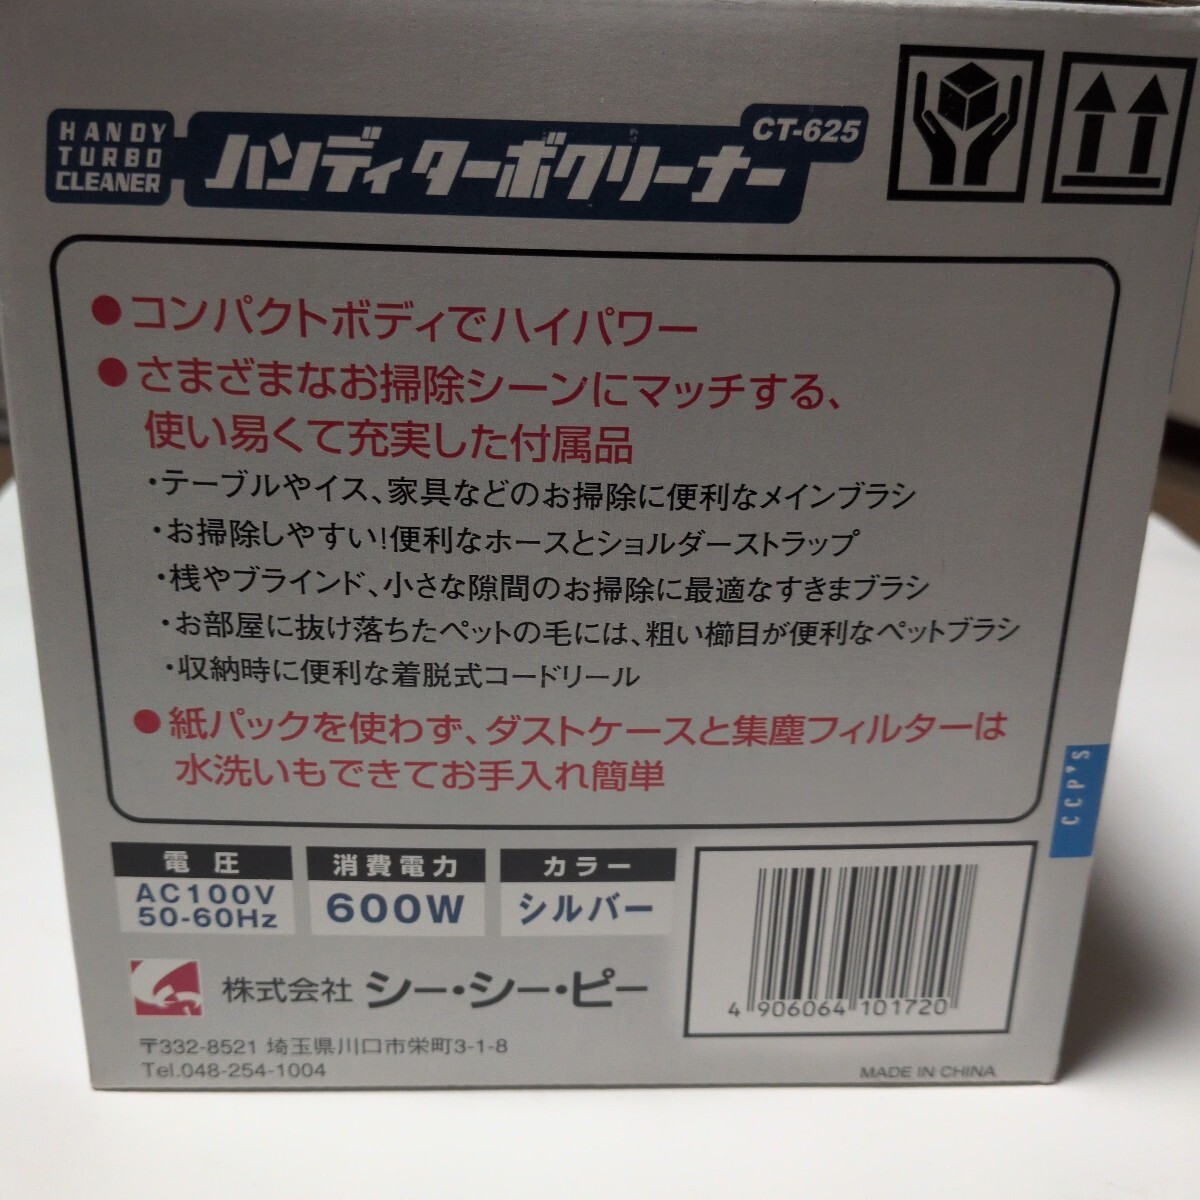 HANDY
TURBO
CLEANER
ハンディターボクリーナー
CT-625
●コンパクトボディでハイパワー
●さまざまなお掃除シーンにマッチする、
使い易くて充実した付属品
・テーブルやイス、家具などのお掃除に便利なメインブラシ
・お掃除しやすい!便利なホースとショルダーストラップ
・桟やブラインド、小さな隙間のお掃除に最適なすきまブラシ
・お部屋に抜け落ちたペットの毛には、粗い櫛目が便利なペットブラシ
・収納時に便利な着脱式コードリール
●紙パックを使わず、ダストケースと集塵フィルターは
水洗いもできてお手入れ簡単
CCP'S
電圧
AC100V
50-60Hz
消費電力
600W
カラー
シルバー
4 906064 101720
株式会社 シー・シー・ピー
〒332-8521 埼玉県川口市栄町3-1-8
Tel.048-254-1004
MADE IN CHINA